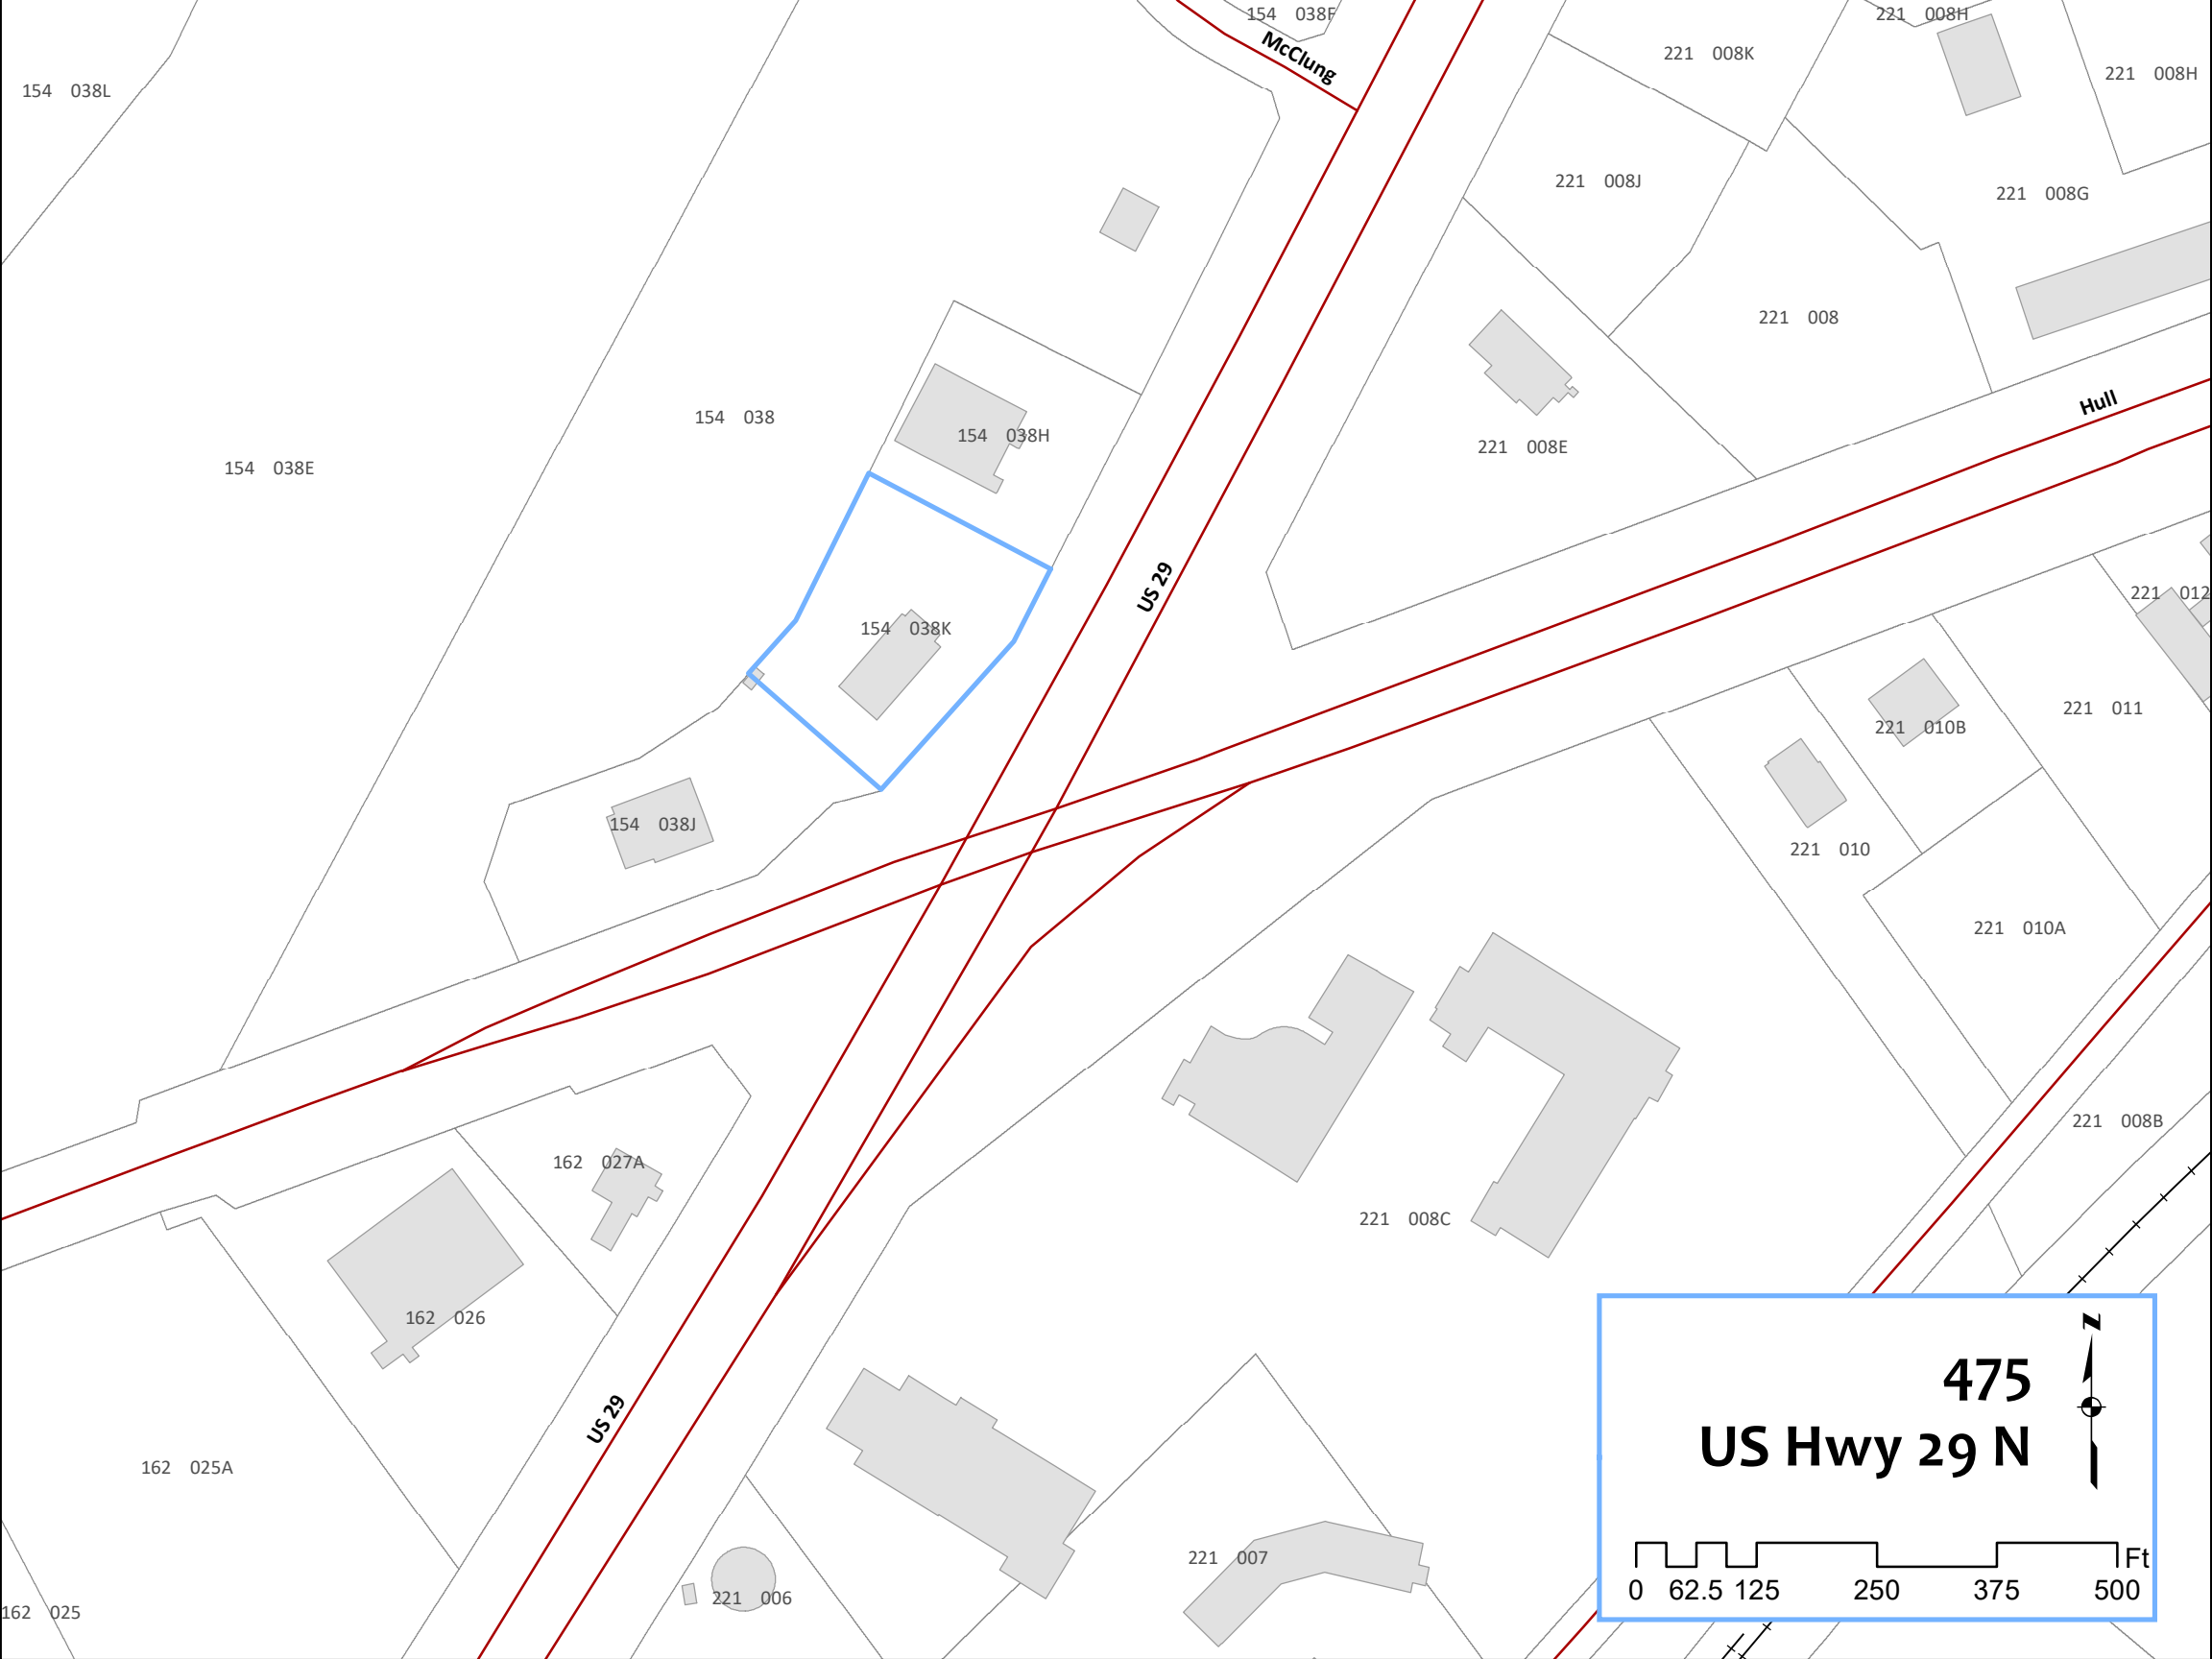 154 038F
221 008H
McClung
221 008K
221 008H
154 038L
221 008J
221 008G
221 008
Hull
154 038
154 038H
221 008E
154 038E
US 29
221 012
154 038K
221 011
221 010B
154 038J
221 010
221 010A
221 008B
162 027A
221 008C
162 026
475
US Hwy 29 N
N
US 29
162 025A
221 007
Ft
0 62.5 125 250 375 500
221 006
162 025